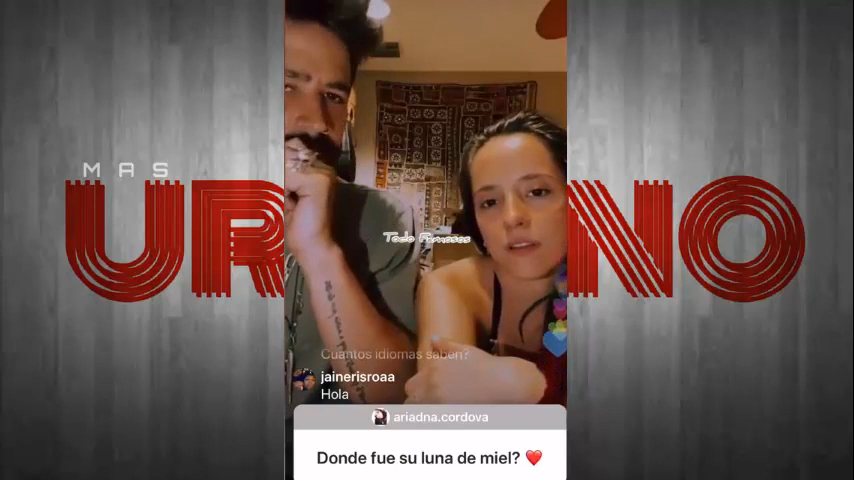 MAS
UR NO
Todo Famosos
Cuantos idiomas saben?
jainerisroaa
Hola
ariadna.cordova
Donde fue su luna de miel? ❤️